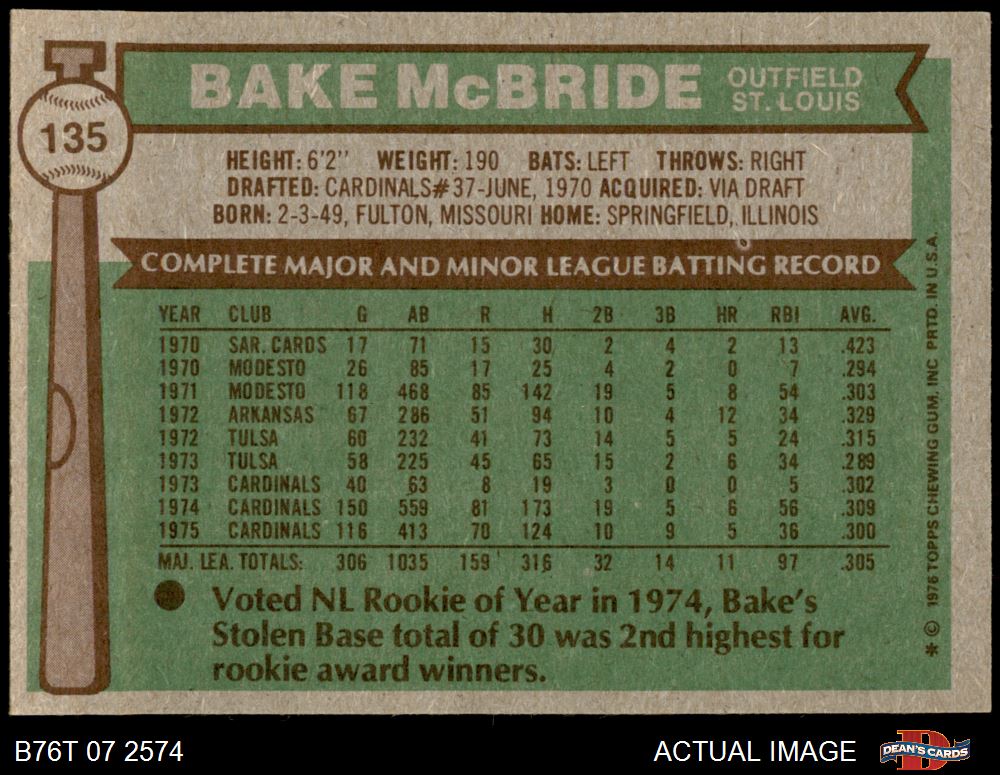 135
BAKE McBRIDE
OUTFIELD
ST. LOUIS
HEIGHT: 6'2" WEIGHT: 190 BATS: LEFT THROWS: RIGHT
DRAFTED: CARDINALS#37-JUNE, 1970 ACQUIRED: VIA DRAFT
BORN: 2-3-49, FULTON, MISSOURI HOME: SPRINGFIELD, ILLINOIS
COMPLETE MAJOR AND MINOR LEAGUE BATTING RECORD
YEAR CLUB G AB R H 2B 3B HR RBI AVG.
1970 SAR. CARDS 17 71 15 30 2 4 2 13 .423
1970 MODESTO 26 85 17 25 4 2 0 7 .294
1971 MODESTO 118 468 85 142 19 5 8 54 .303
1972 ARKANSAS 67 286 51 94 10 4 12 34 .329
1972 TULSA 60 232 41 73 14 5 5 24 .315
1973 TULSA 58 225 45 65 15 2 6 34 .289
1973 CARDINALS 40 63 8 19 3 0 0 5 .302
1974 CARDINALS 150 559 81 173 19 5 6 56 .309
1975 CARDINALS 116 413 70 124 10 9 5 36 .300
MAJ. LEA. TOTALS: 306 1035 159 316 32 14 11 97 .305
Voted NL Rookie of Year in 1974, Bake's
Stolen Base total of 30 was 2nd highest for
rookie award winners.
* © 1976 TOPPS CHEWING GUM, INC PRTD. IN U.S.A.
B76T 07 2574
ACTUAL IMAGE
DEAN'S CARDS